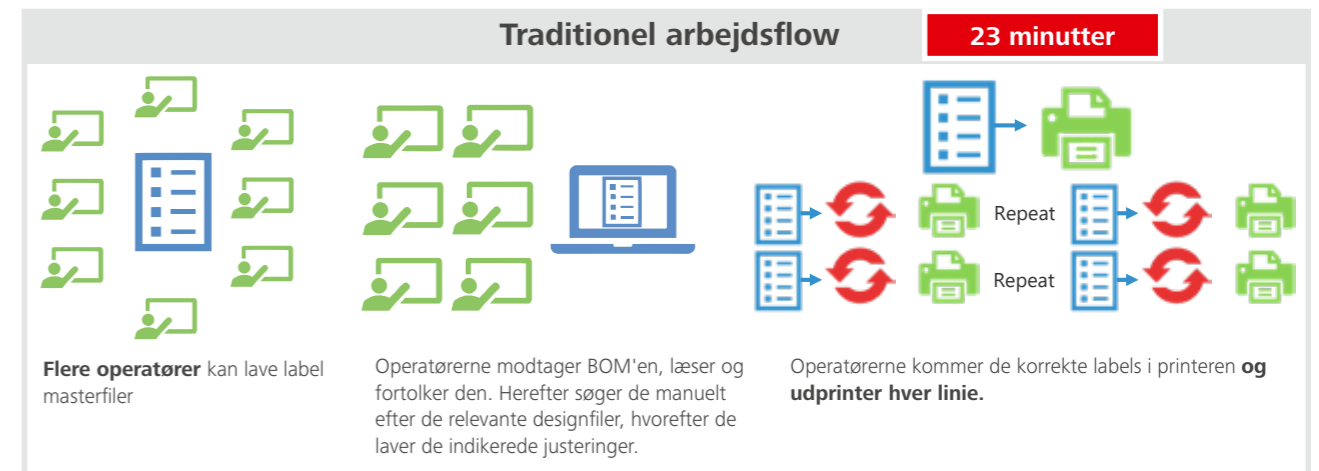 Traditionel arbejdsflow
23 minutter
Repeat
Repeat
Flere operatører kan lave label
masterfiler
Operatørerne modtager BOM'en, læser og
fortolker den. Herefter søger de manuelt
efter de relevante designfiler, hvorefter de
laver de indikerede justeringer.
Operatørerne kommer de korrekte labels i printeren og
udprinter hver linie.